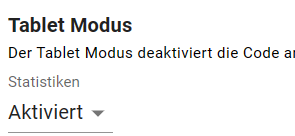 Tablet Modus
Der Tablet Modus deaktiviert die Code
Statistiken
Aktiviert